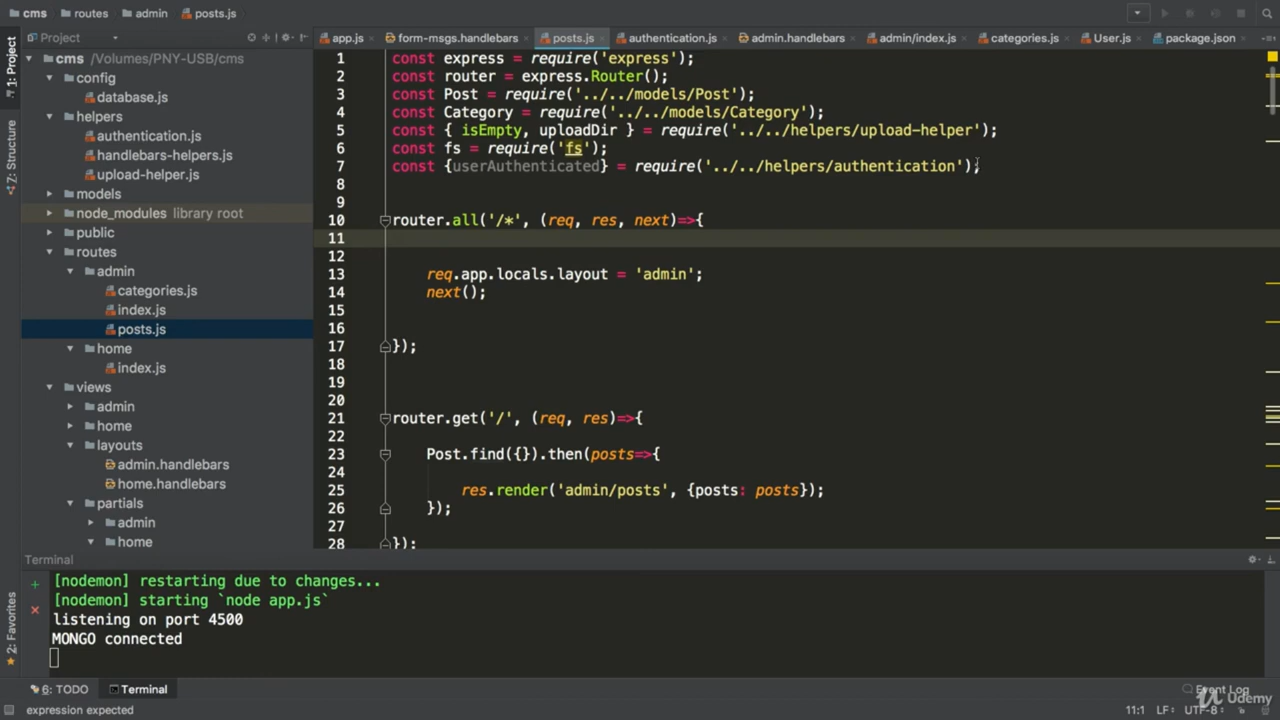 cms routes admin posts.js
Project
app.js form-msgs.handlebars posts.js authentication.js admin.handlebars admin/index.js categories.js User.js package.json
1: Project
7: Structure
2: Favorites
cms /Volumes/PNY-USB/cms
config
database.js
helpers
authentication.js
handlebars-helpers.js
upload-helper.js
models
node_modules library root
public
routes
admin
categories.js
index.js
posts.js
home
index.js
views
admin
home
layouts
admin.handlebars
home.handlebars
partials
admin
home
1 const express = require('express');
2 const router = express.Router();
3 const Post = require('../../models/Post');
4 const Category = require('../../models/Category');
5 const { isEmpty, uploadDir } = require('../../helpers/upload-helper');
6 const fs = require('fs');
7 const {userAuthenticated} = require('../../helpers/authentication');
8
9
10 router.all('/*', (req, res, next)=>{
11
12
13 req.app.locals.layout = 'admin';
14 next();
15
16
17 });
18
19
20
21 router.get('/', (req, res)=>{
22
23 Post.find({}).then(posts=>{
24
25 res.render('admin/posts', {posts: posts});
26 });
27
28 });
Terminal
[nodemon] restarting due to changes...
[nodemon] starting `node app.js`
listening on port 4500
MONGO connected
6: TODO Terminal Event Log
Udemy
expression expected 11:1 LF÷ UTF-8÷